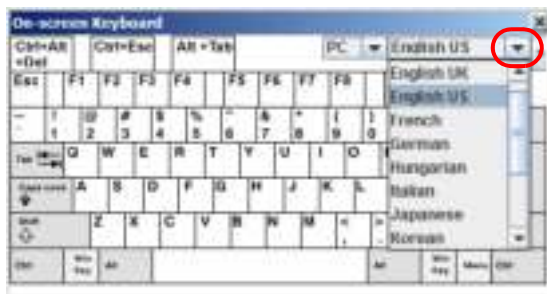 On-screen Keyboard
Ctrl+Alt
+Del
Ctrl+Esc
Alt + Tab
PC
English US
Esc F1 F2 F3 F4 F5 F6 F7 F8
English UK
English US
French
German
Hungarian
Italian
Japanese
Korean
1 2 3 4 5 6 7 8 9 0
Tab Q W E R T Y U I O
Caps Lock A S D F G H J K L
Shift Z X C V B N M < ,
Ctrl
Win
Key
Alt
Alt
Win
Key
Menu
Ctrl